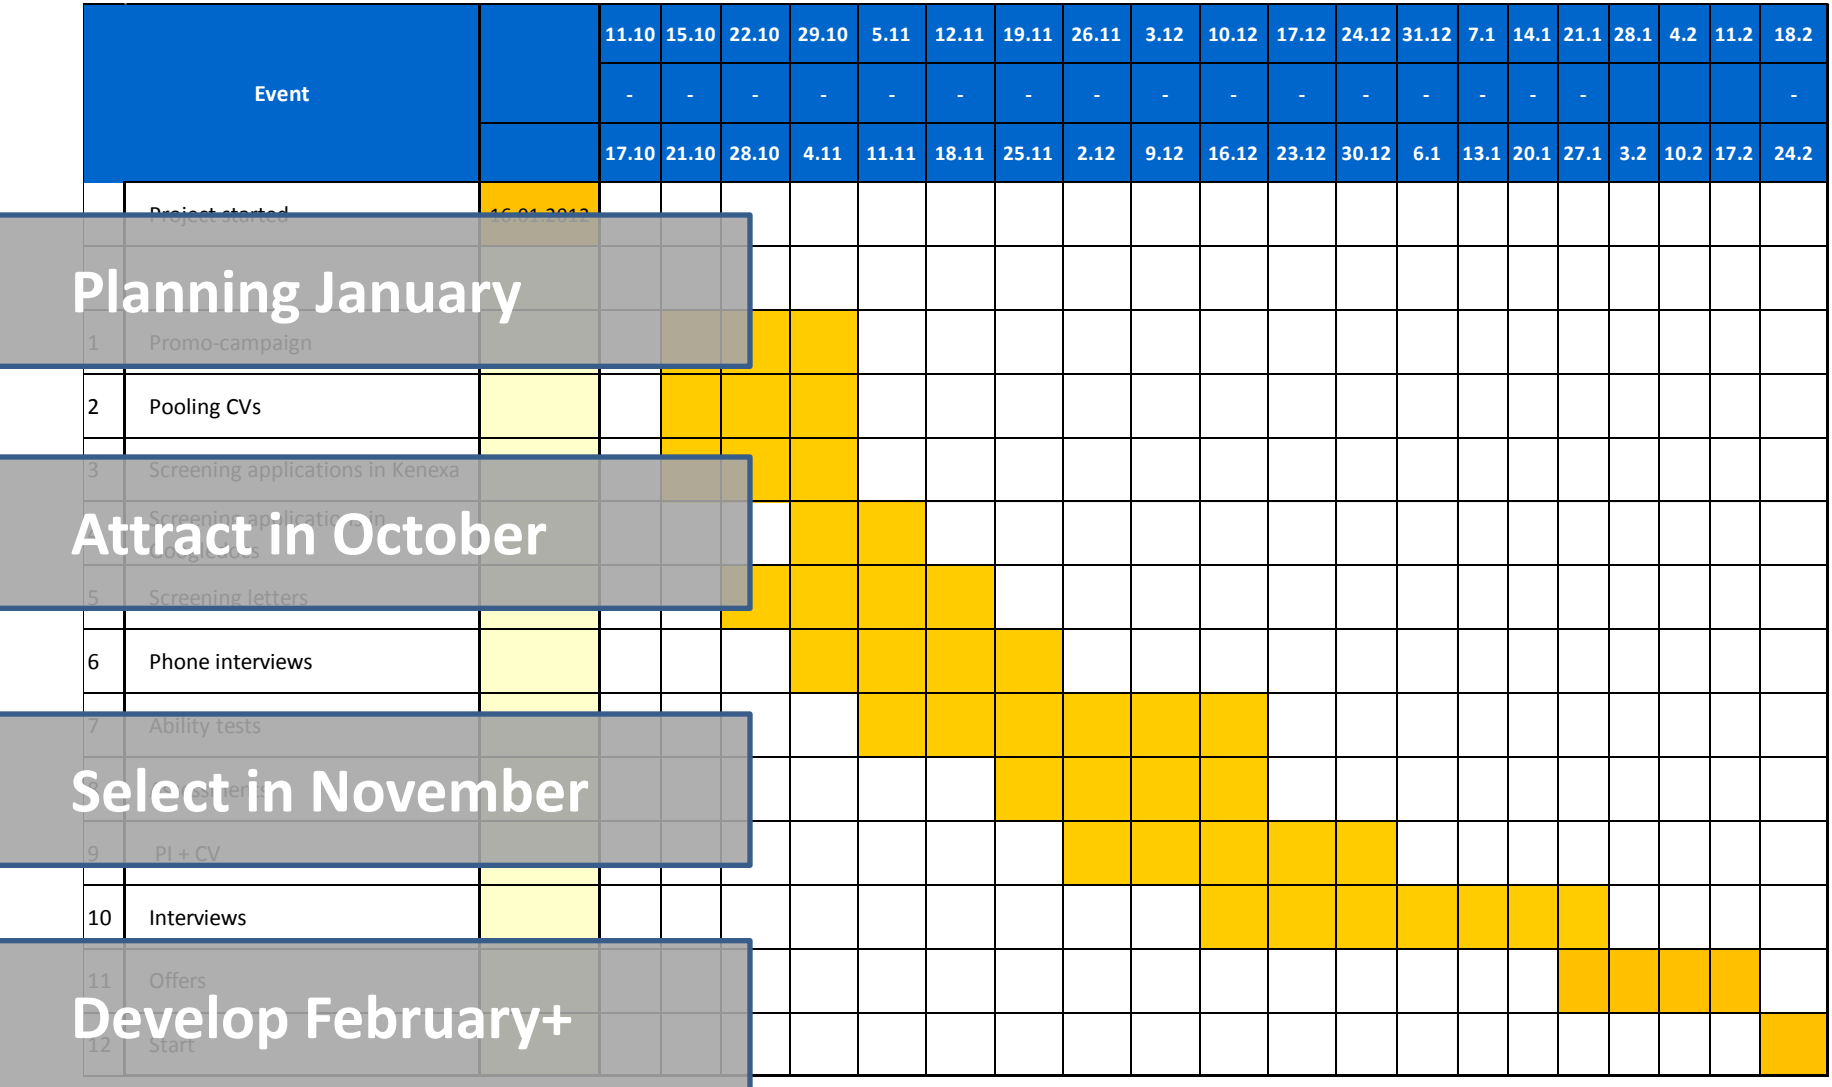 11.10 15.10 22.10 29.10 5.11 12.11 19.11 26.11 3.12 10.12 17.12 24.12 31.12 7.1 14.1 21.1 28.1 4.2 11.2 18.2
Event - - - - - - - - - - - - - - - - -
17.10 21.10 28.10 4.11 11.11 18.11 25.11 2.12 9.12 16.12 23.12 30.12 6.1 13.1 20.1 27.1 3.2 10.2 17.2 24.2
Project started 16.01.2012
Planning January
1 Promo-campaign
2 Pooling CVs
3 Screening applications in Kenexa
Screening applications in
Attract in October
5 Screening letters
6 Phone interviews
7 Ability tests
Select in November
9 PI + CV
10 Interviews
11 Offers
Develop February+
12 Start